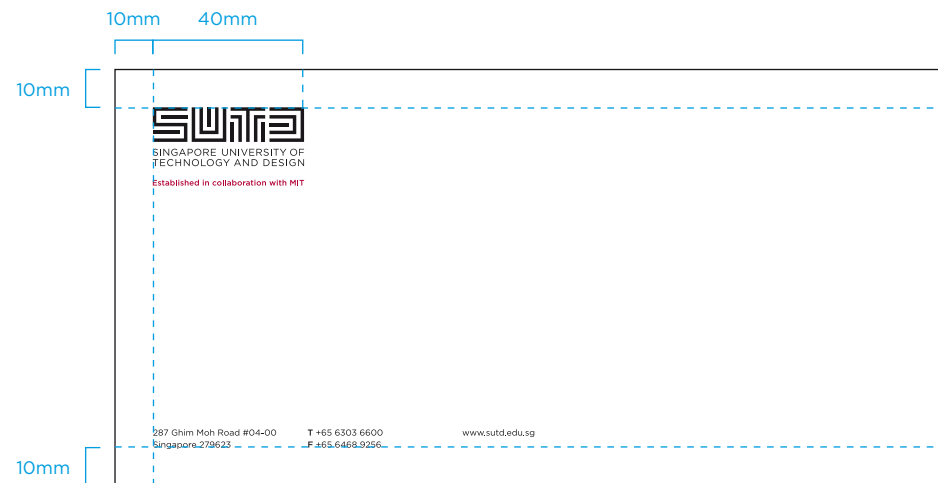 10mm 40mm
10mm
SUTD
SINGAPORE UNIVERSITY OF
TECHNOLOGY AND DESIGN
Established in collaboration with MIT
287 Ghim Moh Road #04-00 T +65 6303 6600 www.sutd.edu.sg
Singapore 279623 F +65 6468 9256
10mm